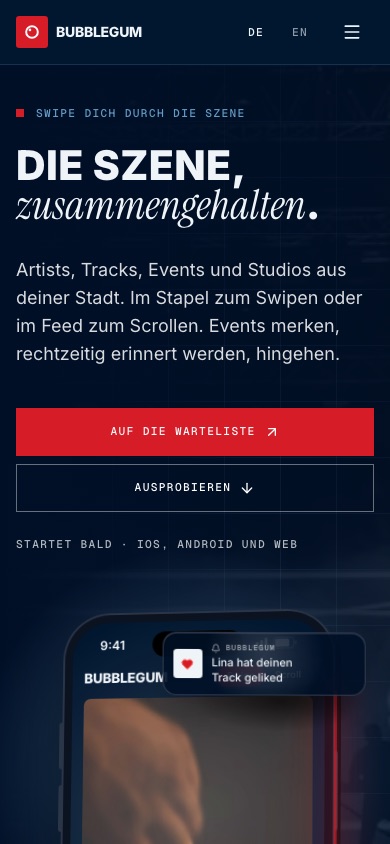 BUBBLEGUM
DE EN
SWIPE DICH DURCH DIE SZENE
DIE SZENE,
zusammengehalten.
Artists, Tracks, Events und Studios aus
deiner Stadt. Im Stapel zum Swipen oder
im Feed zum Scrollen. Events merken,
rechtzeitig erinnert werden, hingehen.
AUF DIE WARTELISTE
AUSPROBIEREN
STARTET BALD · IOS, ANDROID UND WEB
9:41
BUBBLEGUM
BUBBLEGUM
Lina hat deinen
Track geliked